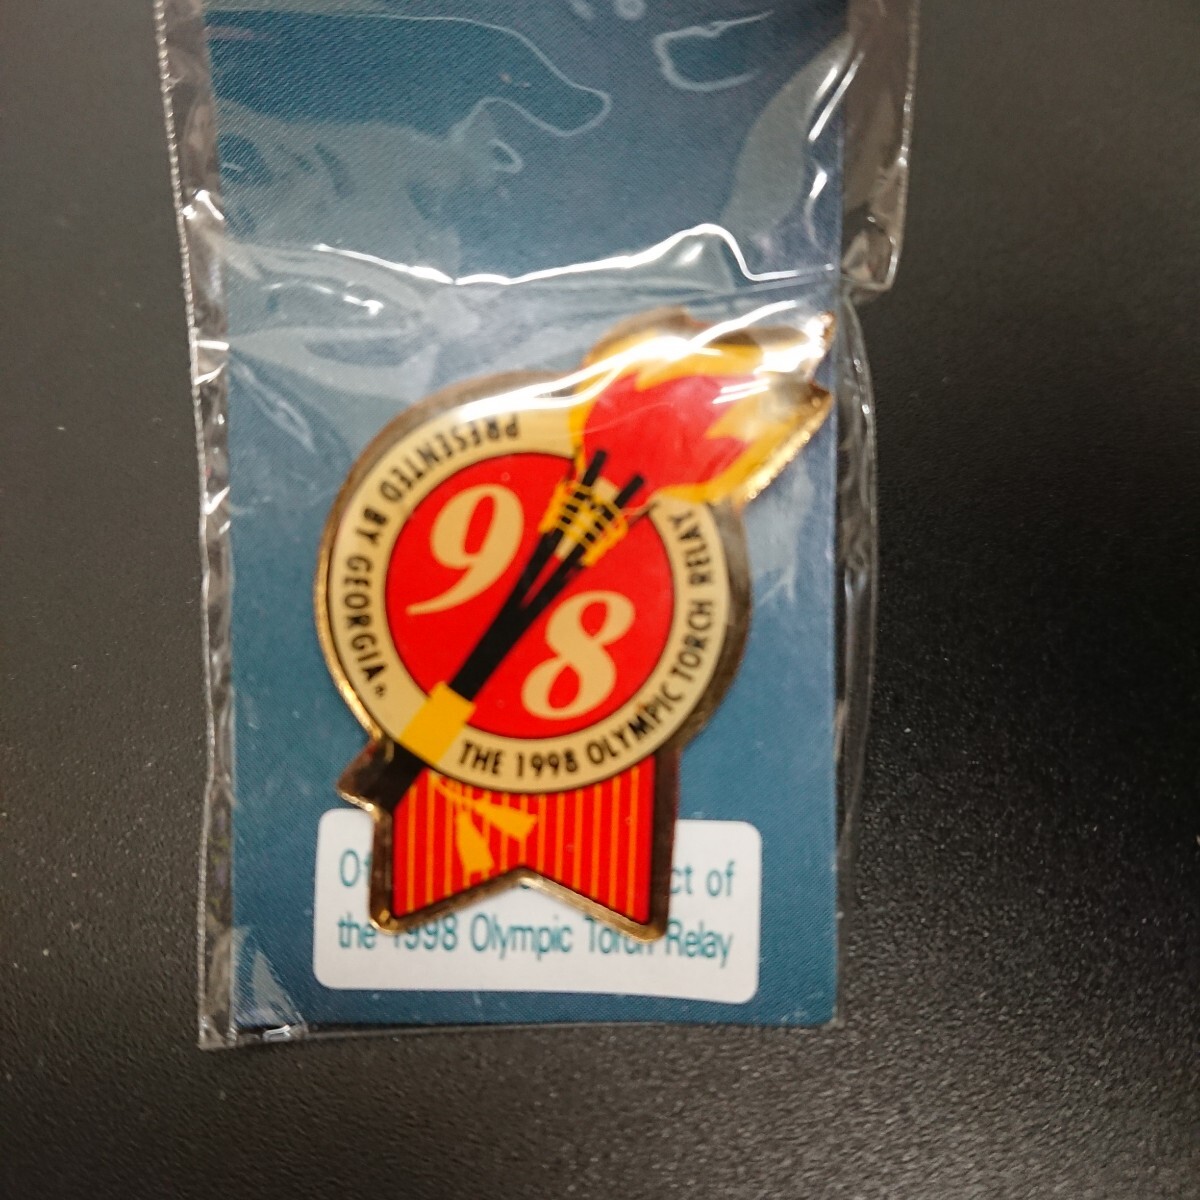 PRESENTED BY GEORGIA®.
98
THE 1998 OLYMPIC TORCH RELAY
ct of
the 1998 Olympic Torch Relay